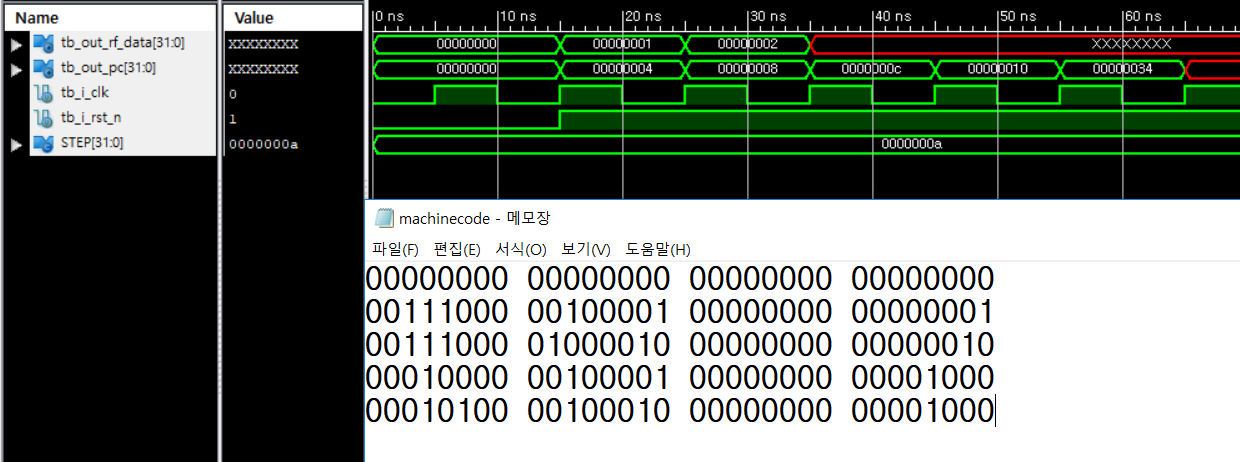 Name Value 0 ns 10 ns 20 ns 30 ns 40 ns 50 ns 60 ns
tb_out_rf_data[31:0] XXXXXXXX 00000000 00000001 00000002 XXXXXXXX
tb_out_pc[31:0] XXXXXXXX 00000000 00000004 00000008 0000000c 00000010 00000034
tb_i_clk 0
tb_i_rst_n 1
STEP[31:0] 0000000a 0000000a
machinecode - 메모장
파일(F) 편집(E) 서식(O) 보기(V) 도움말(H)
00000000 00000000 00000000 00000000
00111000 00100001 00000000 00000001
00111000 01000010 00000000 00000010
00010000 00100001 00000000 00001000
00010100 00100010 00000000 00001000